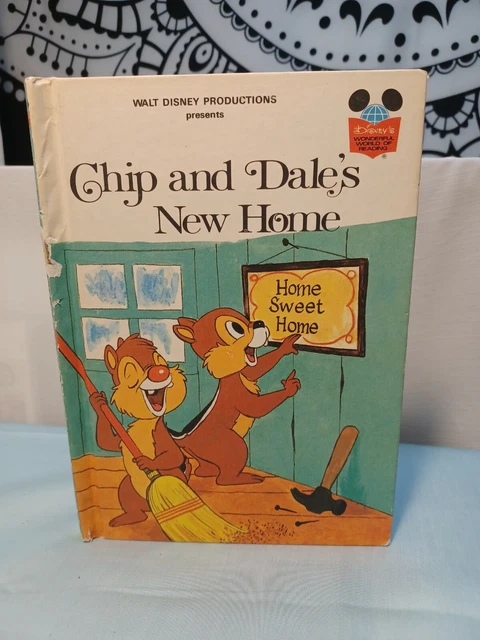 WALT DISNEY PRODUCTIONS
presents
Disney's
WONDERFUL
WORLD OF
READING
®
Chip and Dale's
New Home
Home
Sweet
Home